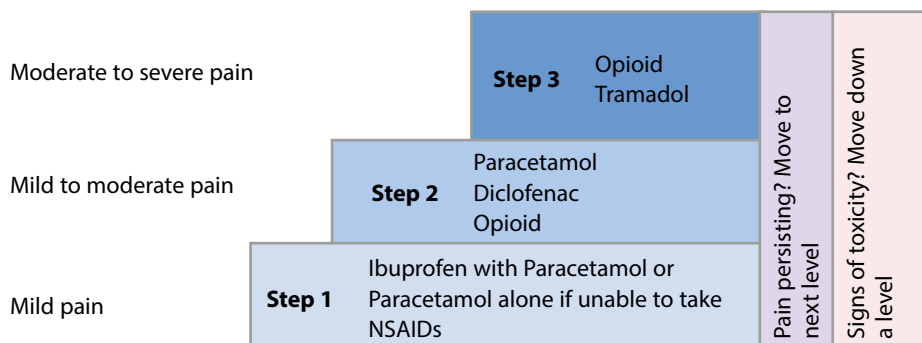 Moderate to severe pain
Step 3
Opioid
Tramadol
Mild to moderate pain
Step 2
Paracetamol
Diclofenac
Opioid
Mild pain
Step 1
Ibuprofen with Paracetamol or
Paracetamol alone if unable to take
NSAIDs
Pain persisting? Move to
next level
Signs of toxicity? Move down
a level